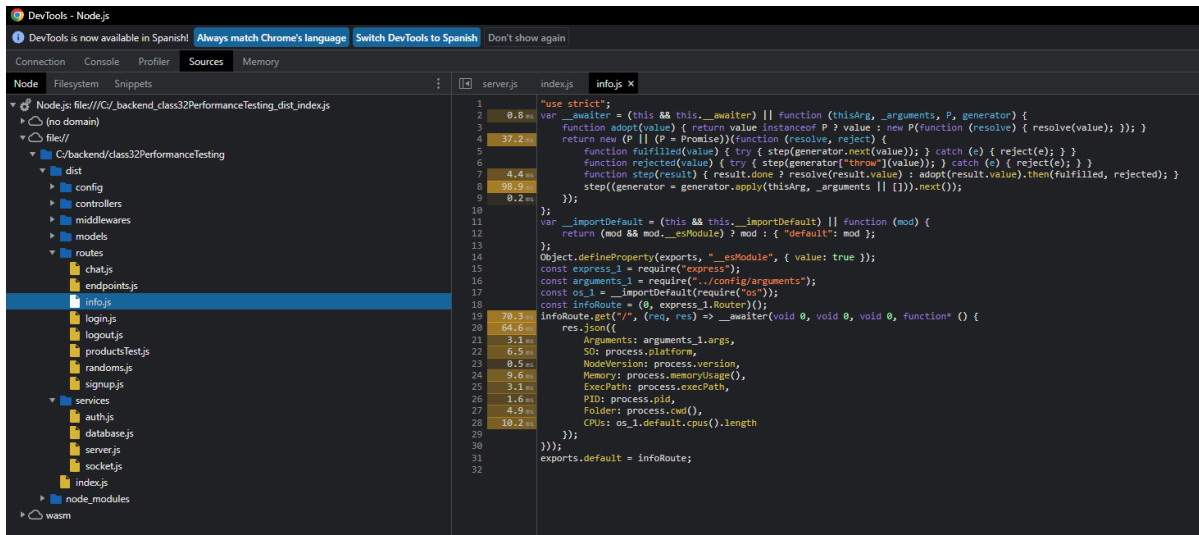 DevTools - Node.js
DevTools is now available in Spanish! Always match Chrome's language Switch DevTools to Spanish Don't show again
Connection Console Profiler Sources Memory
Node Filesystem Snippets
server.js index.js info.js ×
Node.js: file:///C:/_backend_class32PerformanceTesting_dist_index.js
(no domain)
file://
C:/backend/class32PerformanceTesting
dist
config
controllers
middlewares
models
routes
chat.js
endpoints.js
info.js
login.js
logout.js
productsTest.js
randoms.js
signup.js
services
auth.js
database.js
server.js
socket.js
index.js
node_modules
wasm
1 "use strict";
2 0.8 ms var __awaiter = (this && this.__awaiter) || function (thisArg, _arguments, P, generator) {
3 function adopt(value) { return value instanceof P ? value : new P(function (resolve) { resolve(value); }); }
4 37.2 ms return new (P || (P = Promise))(function (resolve, reject) {
5 function fulfilled(value) { try { step(generator.next(value)); } catch (e) { reject(e); } }
6 function rejected(value) { try { step(generator["throw"](value)); } catch (e) { reject(e); } }
7 4.4 ms function step(result) { result.done ? resolve(result.value) : adopt(result.value).then(fulfilled, rejected); }
8 98.9 ms step((generator = generator.apply(thisArg, _arguments || [])).next());
9 0.2 ms });
10 };
11 var __importDefault = (this && this.__importDefault) || function (mod) {
12 return (mod && mod.__esModule) ? mod : { "default": mod };
13 };
14 Object.defineProperty(exports, "__esModule", { value: true });
15 const express_1 = require("express");
16 const arguments_1 = require("../config/arguments");
17 const os_1 = __importDefault(require("os"));
18 const infoRoute = (0, express_1.Router)();
19 70.3 ms infoRoute.get("/", (req, res) => __awaiter(void 0, void 0, void 0, function* () {
20 64.6 ms res.json({
21 3.1 ms Arguments: arguments_1.args,
22 6.5 ms SO: process.platform,
23 0.5 ms NodeVersion: process.version,
24 9.6 ms Memory: process.memoryUsage(),
25 3.1 ms ExecPath: process.execPath,
26 1.6 ms PID: process.pid,
27 4.9 ms Folder: process.cwd(),
28 10.2 ms CPUs: os_1.default.cpus().length
29 });
30 }));
31 exports.default = infoRoute;
32